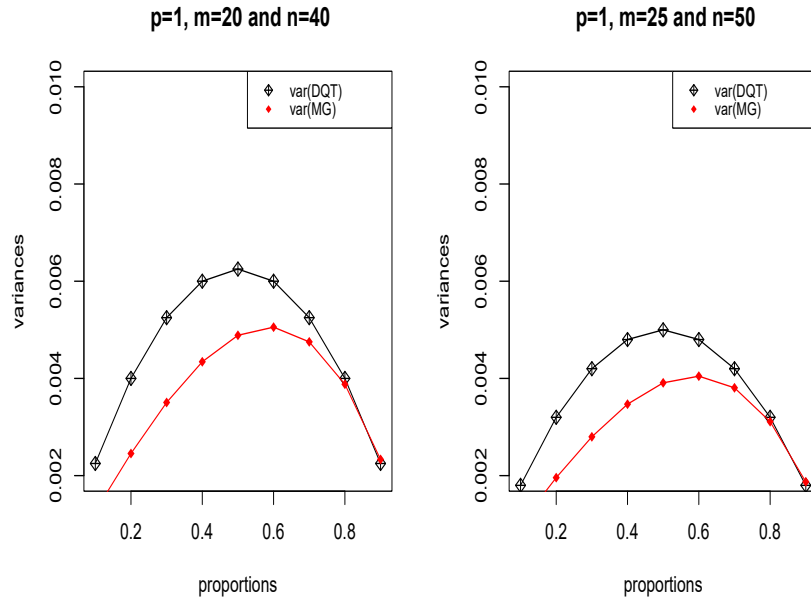 p=1, m=20 and n=40
var(DQT)
var(MG)
variances
0.010
0.008
0.006
0.004
0.002
0.2 0.4 0.6 0.8
proportions
p=1, m=25 and n=50
var(DQT)
var(MG)
variances
0.010
0.008
0.006
0.004
0.002
0.2 0.4 0.6 0.8
proportions